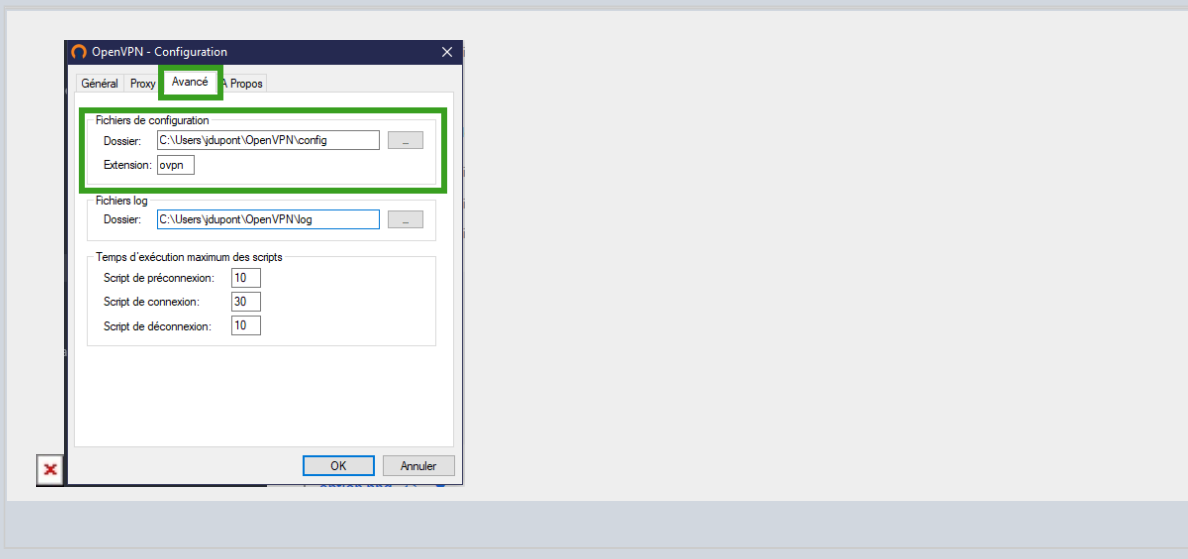 OpenVPN - Configuration
Général Proxy Avancé A Propos
Fichiers de configuration
Dossier: C:\Users\jdupont\OpenVPN\config ...
Extension: ovpn
Fichiers log
Dossier: C:\Users\jdupont\OpenVPN\log ...
Temps d'exécution maximum des scripts
Script de préconnexion: 10
Script de connexion: 30
Script de déconnexion: 10
OK Annuler